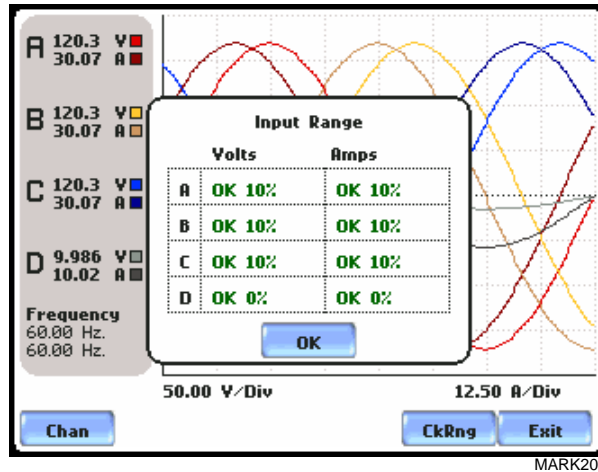 A 120.3 V
30.07 A
B 120.3 V
30.07 A
C 120.3 V
30.07 A
D 9.986 V
10.02 A
Frequency
60.00 Hz.
60.00 Hz.
Input Range
Volts Amps
A OK 10% OK 10%
B OK 10% OK 10%
C OK 10% OK 10%
D OK 0% OK 0%
OK
50.00 V/Div 12.50 A/Div
Chan CkRng Exit
MARK20